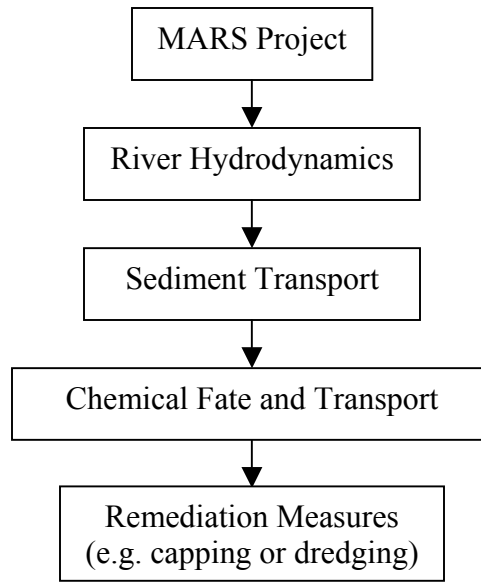 MARS Project
River Hydrodynamics
Sediment Transport
Chemical Fate and Transport
Remediation Measures
(e.g. capping or dredging)